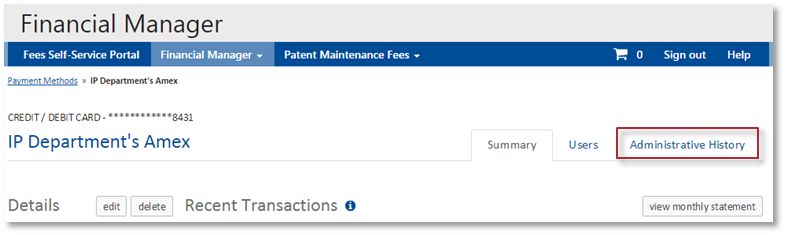 Financial Manager
Fees Self-Service Portal Financial Manager Patent Maintenance Fees 0 Sign out Help
Payment Methods » IP Department's Amex
CREDIT / DEBIT CARD - ************8431
IP Department's Amex Summary Users Administrative History
Details edit delete Recent Transactions view monthly statement